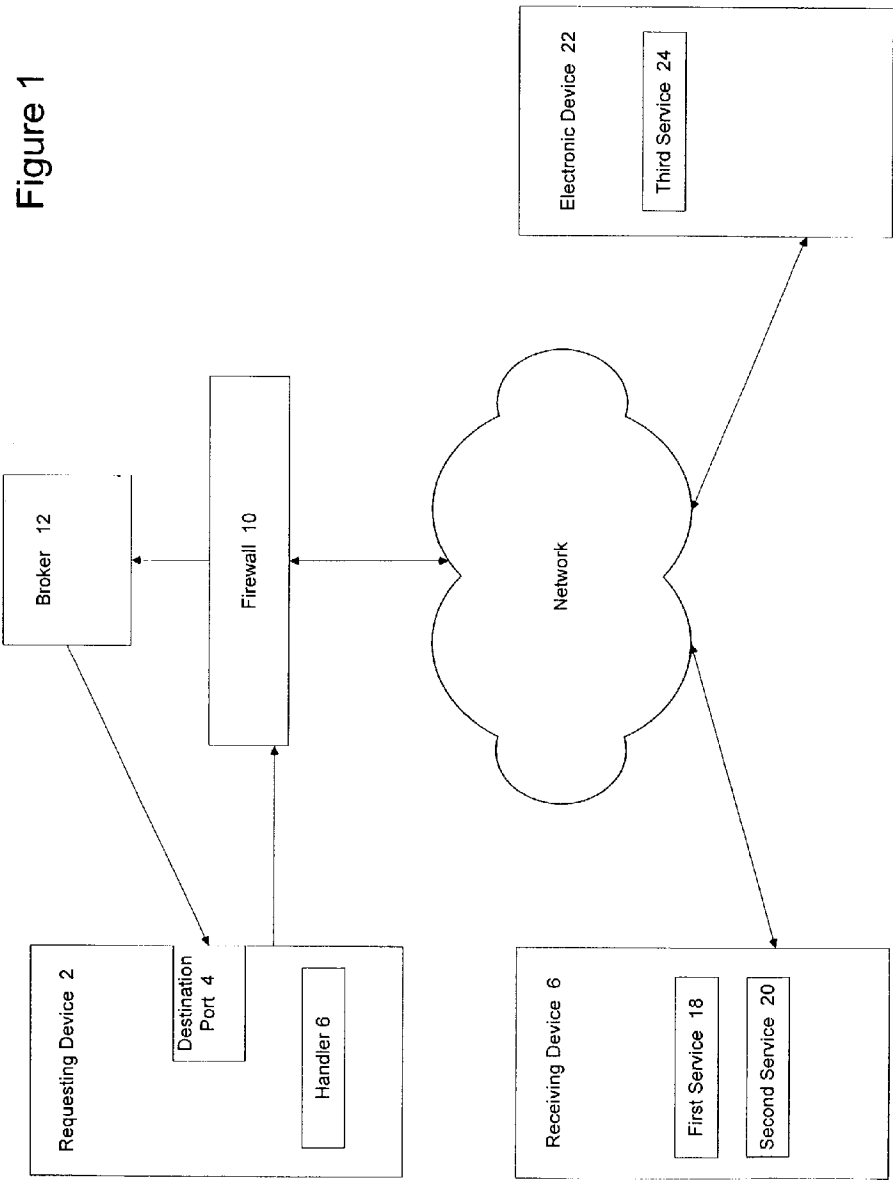 Figure 1
Requesting Device 2
Destination
Port 4
Handler 6
Broker 12
Firewall 10
Network
Receiving Device 6
First Service 18
Second Service 20
Electronic Device 22
Third Service 24